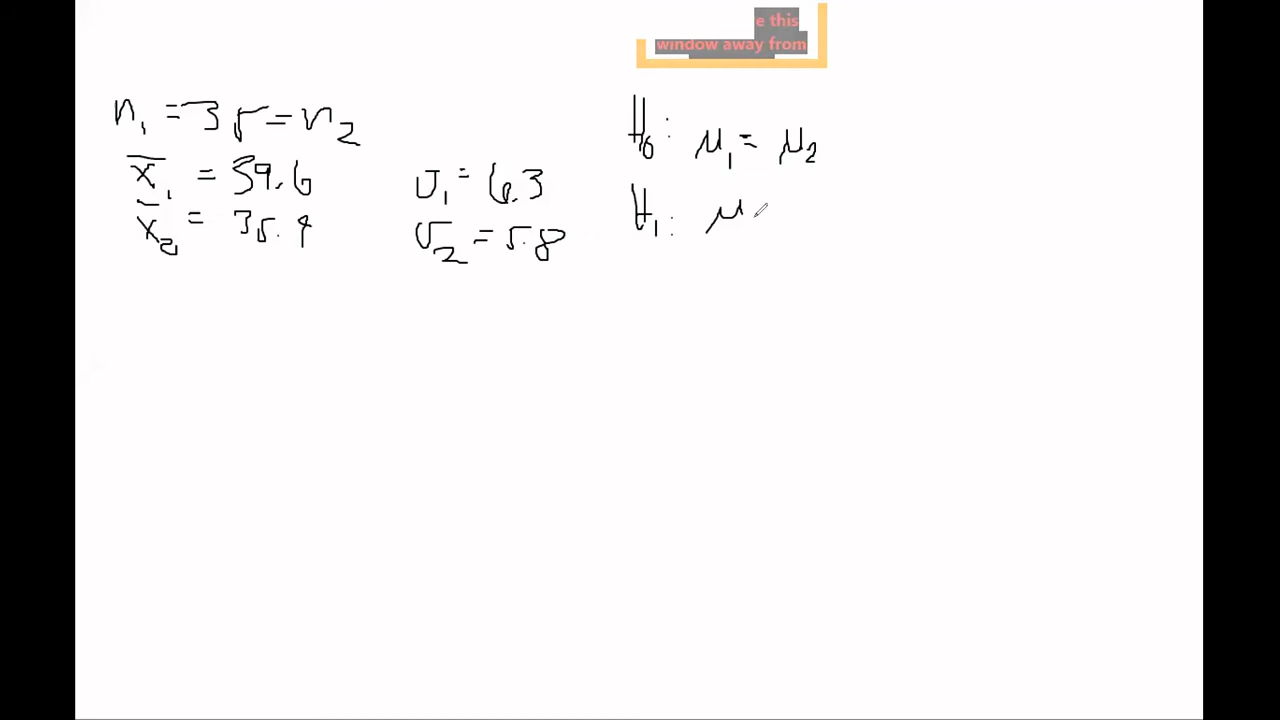 e this
window away from
n₁ = 35 = n₂
x̄₁ = 39.6
x̄₂ = 35.4
σ₁ = 6.3
σ₂ = 5.8
H₀: μ₁ = μ₂
H₁: μ